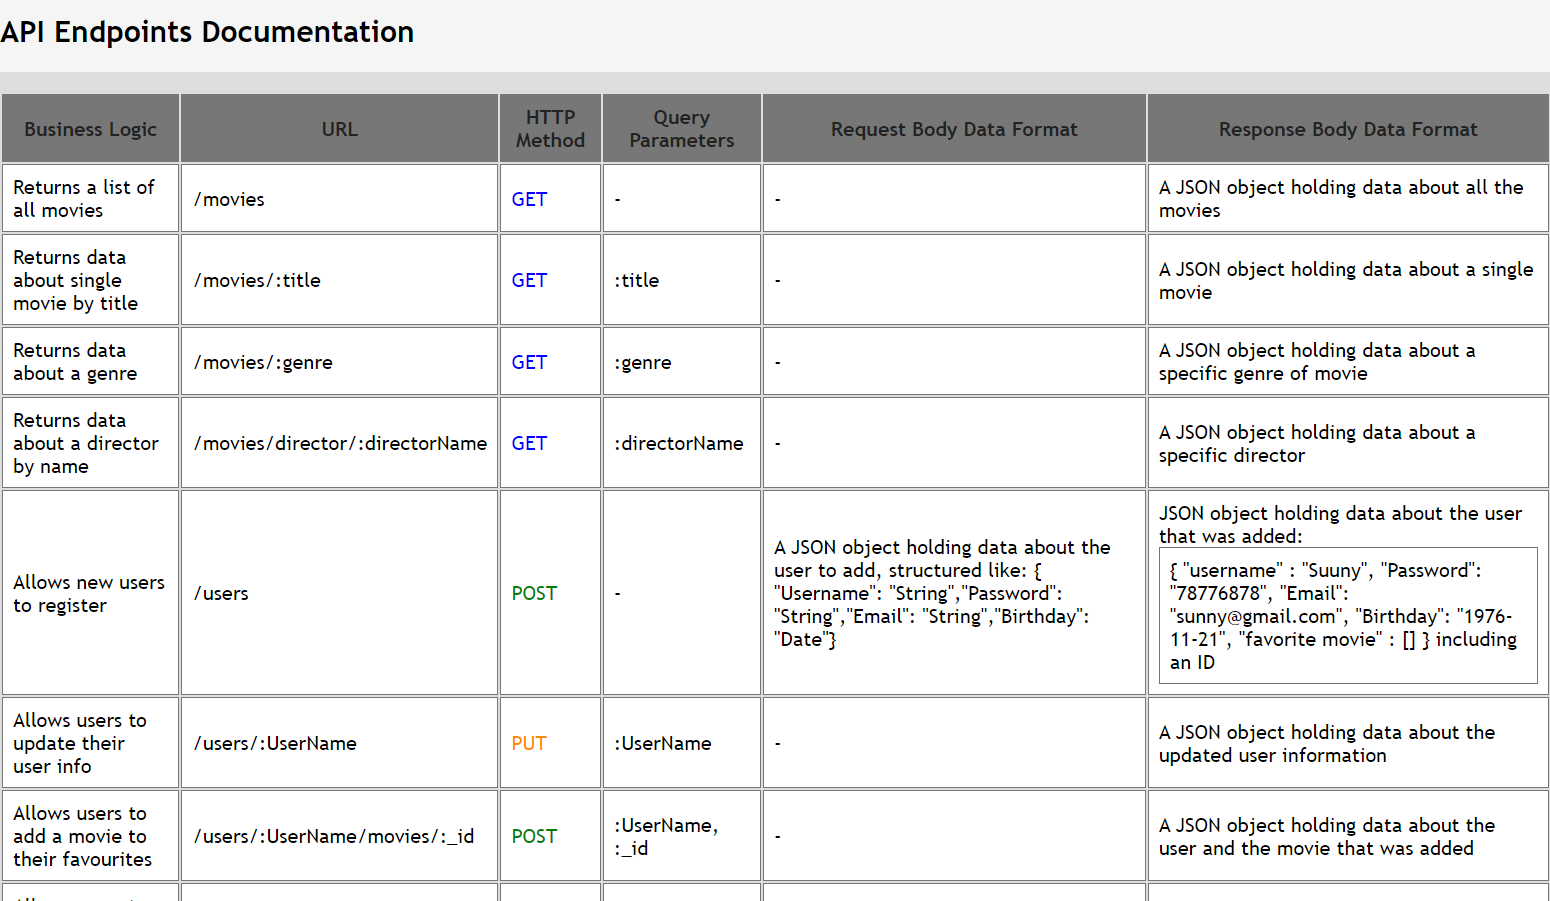 API Endpoints Documentation
Business Logic
URL
HTTP
Method
Query
Parameters
Request Body Data Format
Response Body Data Format
Returns a list of
all movies
/movies
GET
-
-
A JSON object holding data about all the
movies
Returns data
about single
movie by title
/movies/:title
GET
:title
-
A JSON object holding data about a single
movie
Returns data
about a genre
/movies/:genre
GET
:genre
-
A JSON object holding data about a
specific genre of movie
Returns data
about a director
by name
/movies/director/:directorName
GET
:directorName
-
A JSON object holding data about a
specific director
Allows new users
to register
/users
POST
-
A JSON object holding data about the
user to add, structured like: {
"Username": "String","Password":
"String","Email": "String","Birthday":
"Date"}
JSON object holding data about the user
that was added:
{ "username" : "Suuny", "Password":
"78776878", "Email":
"sunny@gmail.com", "Birthday": "1976-
11-21", "favorite movie" : [] } including
an ID
Allows users to
update their
user info
/users/:UserName
PUT
:UserName
-
A JSON object holding data about the
updated user information
Allows users to
add a movie to
their favourites
/users/:UserName/movies/:_id
POST
:UserName,
:_id
-
A JSON object holding data about the
user and the movie that was added